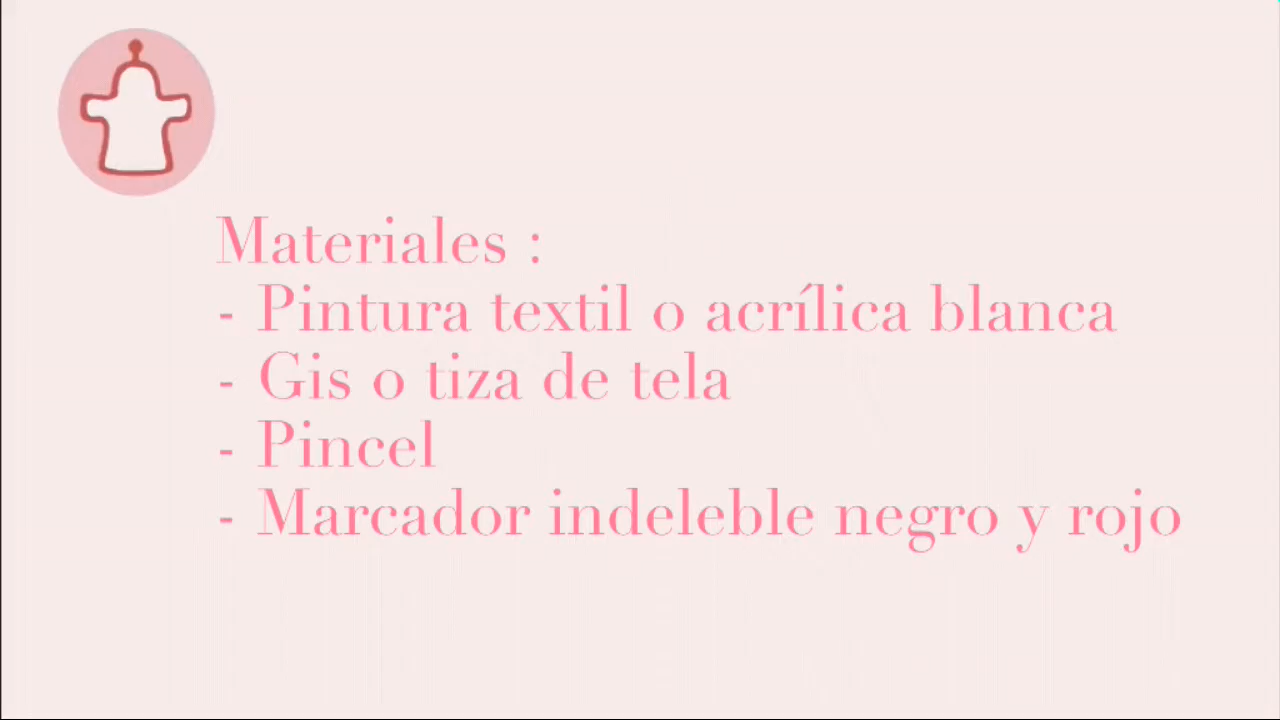 Materiales :
- Pintura textil o acrílica blanca
- Gis o tiza de tela
- Pincel
- Marcador indeleble negro y rojo